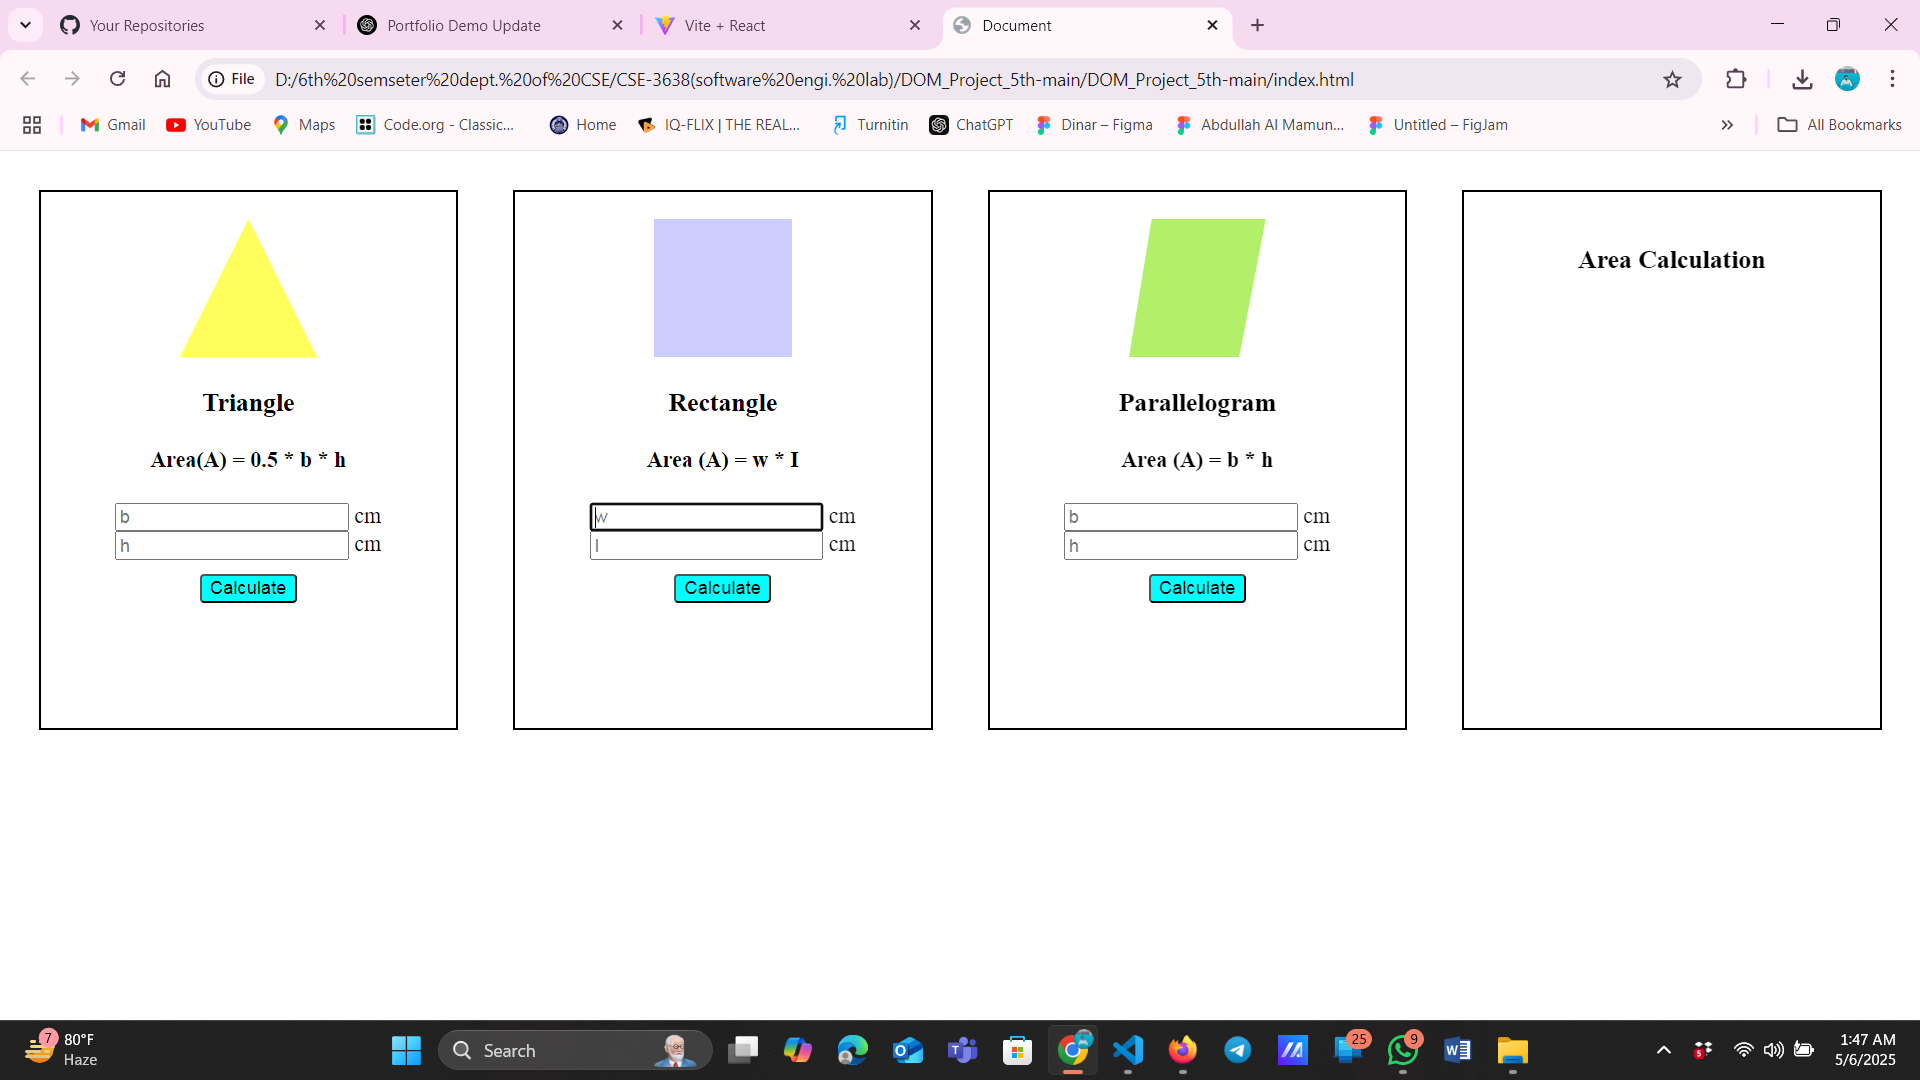 Your Repositories
Portfolio Demo Update
Vite + React
Document
File
D:/6th%20semseter%20dept.%20of%20CSE/CSE-3638(software%20engi.%20lab)/DOM_Project_5th-main/DOM_Project_5th-main/index.html
Gmail
YouTube
Maps
Code.org - Classic...
Home
IQ-FLIX | THE REAL...
Turnitin
ChatGPT
Dinar – Figma
Abdullah Al Mamun...
Untitled – FigJam
All Bookmarks
Triangle
Area(A) = 0.5 * b * h
b cm
h cm
Calculate
Rectangle
Area (A) = w * I
w cm
l cm
Calculate
Parallelogram
Area (A) = b * h
b cm
h cm
Calculate
Area Calculation
7
80°F
Haze
Search
25
9
5
1:47 AM
5/6/2025